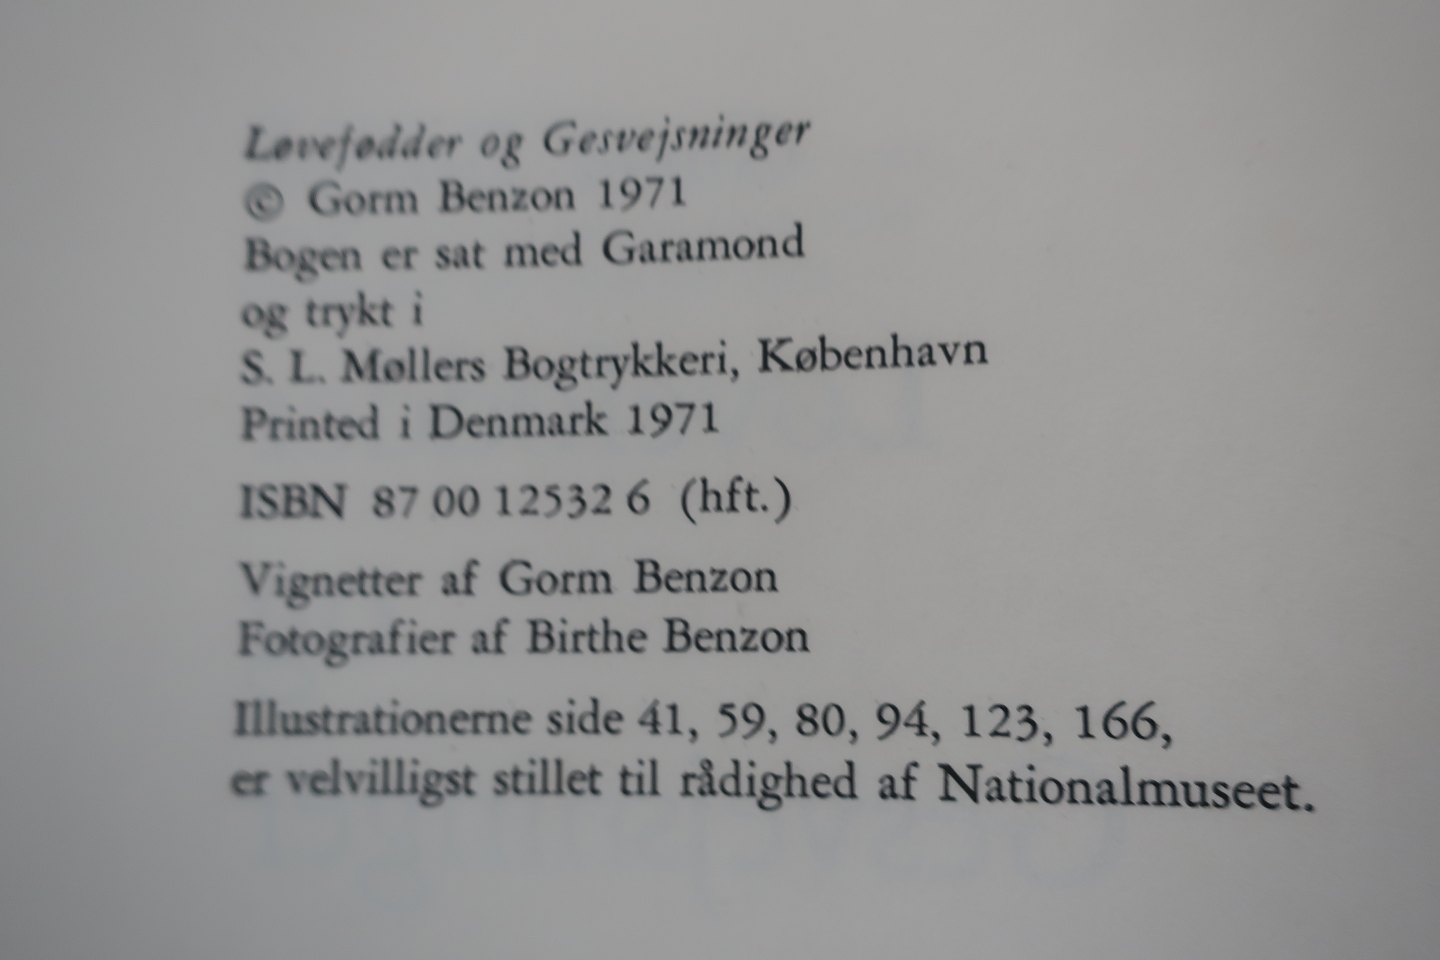 Løvefødder og Gesvejsninger
© Gorm Benzon 1971
Bogen er sat med Garamond
og trykt i
S. L. Møllers Bogtrykkeri, København
Printed i Denmark 1971
ISBN 87 00 12532 6 (hft.)
Vignetter af Gorm Benzon
Fotografier af Birthe Benzon
Illustrationerne side 41, 59, 80, 94, 123, 166,
er velvilligst stillet til rådighed af Nationalmuseet.